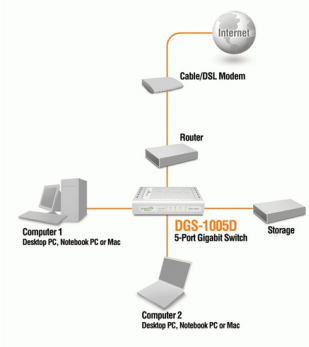 Internet
Cable/DSL Modem
Router
DGS-1005D
5-Port Gigabit Switch
Storage
Computer 1
Desktop PC, Notebook PC or Mac
Computer 2
Desktop PC, Notebook PC or Mac